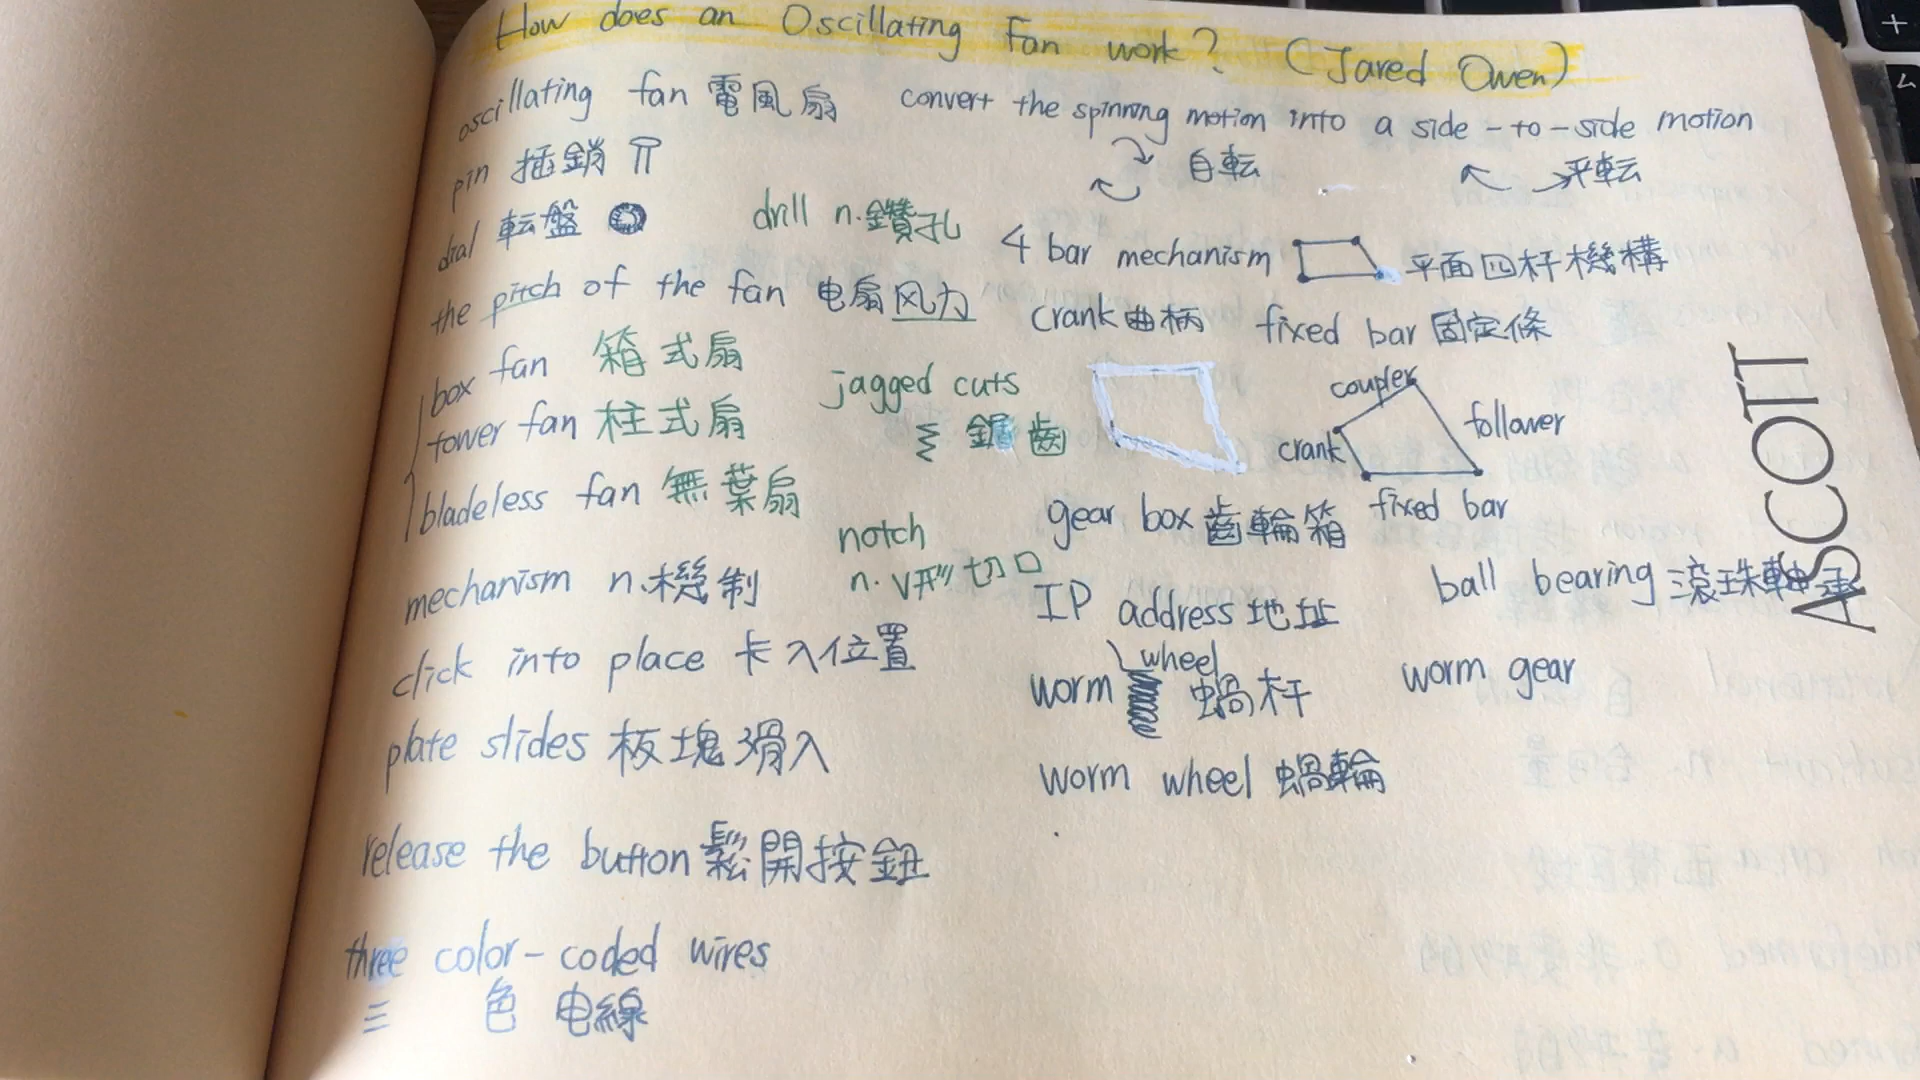 How does an Oscillating Fan work? (Jared Owen)
oscillating fan 電風扇
pin 插銷
dial 転盤
drill n.鑽孔
the pitch of the fan 电扇风力
box fan 箱式扇
tower fan 柱式扇
bladeless fan 無葉扇
jagged cuts
鋸齒
notch
n. V形切口
mechanism n.機制
click into place 卡入位置
plate slides 板塊滑入
release the button 鬆開按鈕
three color-coded wires
三 色 电線
convert the spinning motion into a side-to-side motion
自転 平転
4 bar mechanism 平面四杆機構
crank 曲柄 fixed bar 固定條
coupler
follower
crank
fixed bar
gear box 齒輪箱
ball bearing 滾珠軸承
IP address 地址
wheel
worm 蝸杆 worm gear
worm wheel 蝸輪
ASCOTT